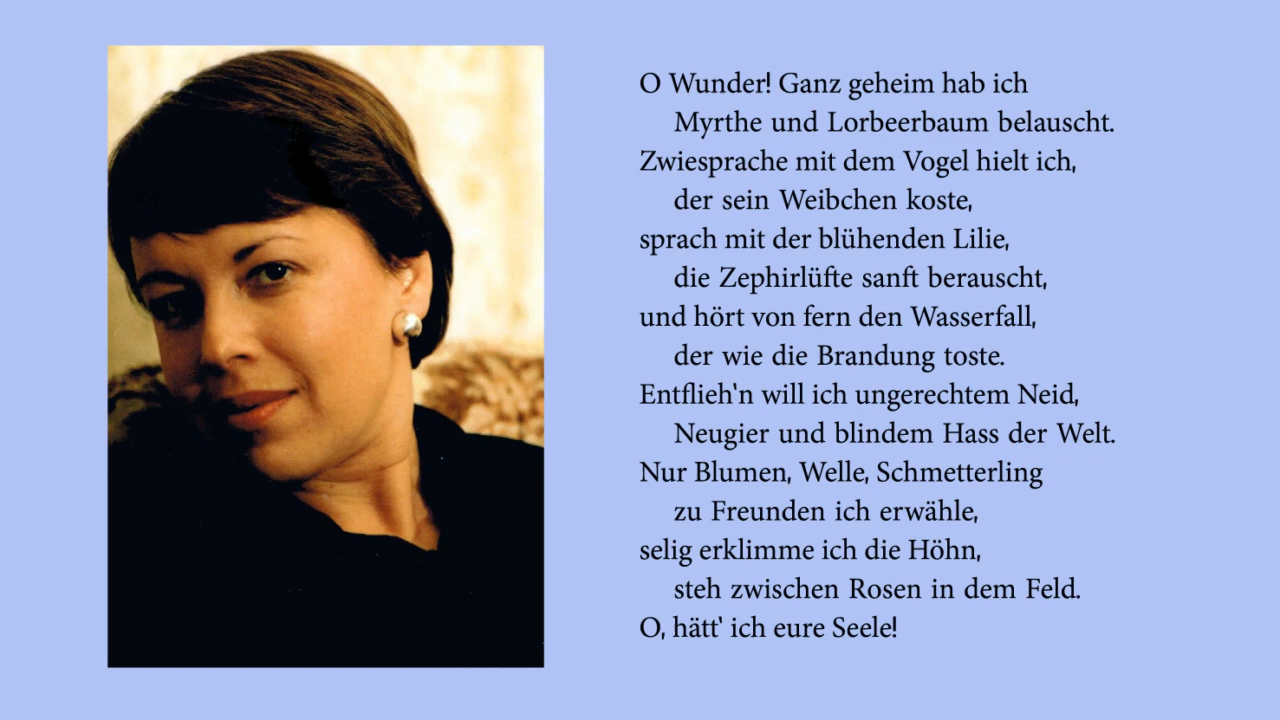 O Wunder! Ganz geheim hab ich
Myrthe und Lorbeerbaum belauscht.
Zwiesprache mit dem Vogel hielt ich,
der sein Weibchen koste,
sprach mit der blühenden Lilie,
die Zephirlüfte sanft berauscht,
und hört von fern den Wasserfall,
der wie die Brandung toste.
Entflieh‛n will ich ungerechtem Neid,
Neugier und blindem Hass der Welt.
Nur Blumen, Welle, Schmetterling
zu Freunden ich erwähle,
selig erklimme ich die Höhn,
steh zwischen Rosen in dem Feld.
O, hätt' ich eure Seele!